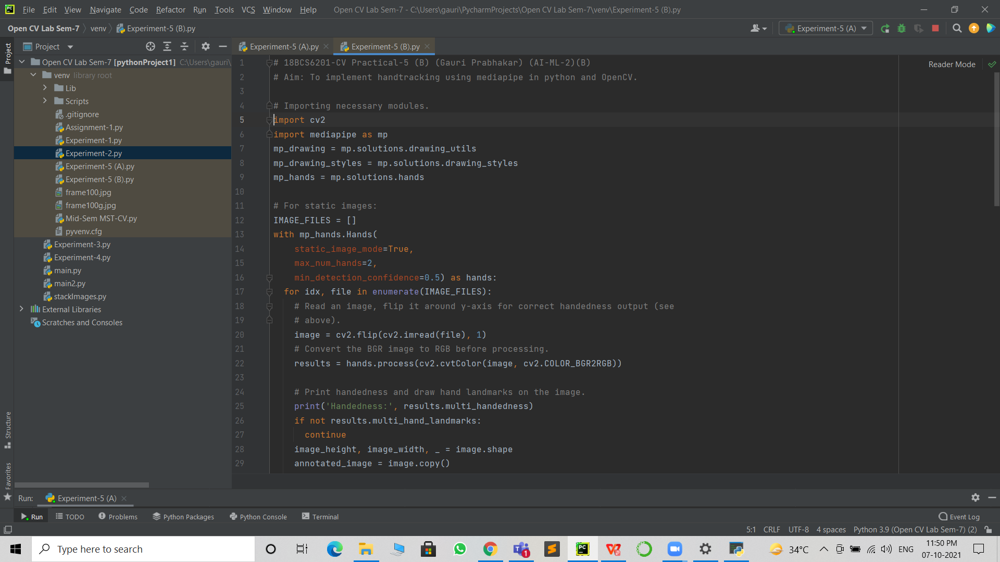 File Edit View Navigate Code Refactor Run Tools VCS Window Help Open CV Lab Sem-7 - C:\Users\gauri\PycharmProjects\Open CV Lab Sem-7\venv\Experiment-5 (B).py
Open CV Lab Sem-7 venv Experiment-5 (B).py Experiment-5 (A)
Project
Project
Experiment-5 (A).py Experiment-5 (B).py
Open CV Lab Sem-7 [pythonProject1] C:\Users\gauri\
venv library root
Lib
Scripts
.gitignore
Assignment-1.py
Experiment-1.py
Experiment-2.py
Experiment-5 (A).py
Experiment-5 (B).py
frame100.jpg
frame100g.jpg
Mid-Sem MST-CV.py
pyvenv.cfg
Experiment-3.py
Experiment-4.py
main.py
main2.py
stackImages.py
External Libraries
Scratches and Consoles
Structure
Favorites
Reader Mode
1 # 18BCS6201-CV Practical-5 (B) (Gauri Prabhakar) (AI-ML-2)(B)
2 # Aim: To implement handtracking using mediapipe in python and OpenCV.
3
4 # Importing necessary modules.
5 import cv2
6 import mediapipe as mp
7 mp_drawing = mp.solutions.drawing_utils
8 mp_drawing_styles = mp.solutions.drawing_styles
9 mp_hands = mp.solutions.hands
10
11 # For static images:
12 IMAGE_FILES = []
13 with mp_hands.Hands(
14 static_image_mode=True,
15 max_num_hands=2,
16 min_detection_confidence=0.5) as hands:
17 for idx, file in enumerate(IMAGE_FILES):
18 # Read an image, flip it around y-axis for correct handedness output (see
19 # above).
20 image = cv2.flip(cv2.imread(file), 1)
21 # Convert the BGR image to RGB before processing.
22 results = hands.process(cv2.cvtColor(image, cv2.COLOR_BGR2RGB))
23
24 # Print handedness and draw hand landmarks on the image.
25 print('Handedness:', results.multi_handedness)
26 if not results.multi_hand_landmarks:
27 continue
28 image_height, image_width, _ = image.shape
29 annotated_image = image.copy()
Run: Experiment-5 (A)
Run TODO Problems Python Packages Python Console Terminal Event Log
5:1 CRLF UTF-8 4 spaces Python 3.9 (Open CV Lab Sem-7) (2)
Type here to search
PC
1
34°C ENG
11:50 PM
07-10-2021